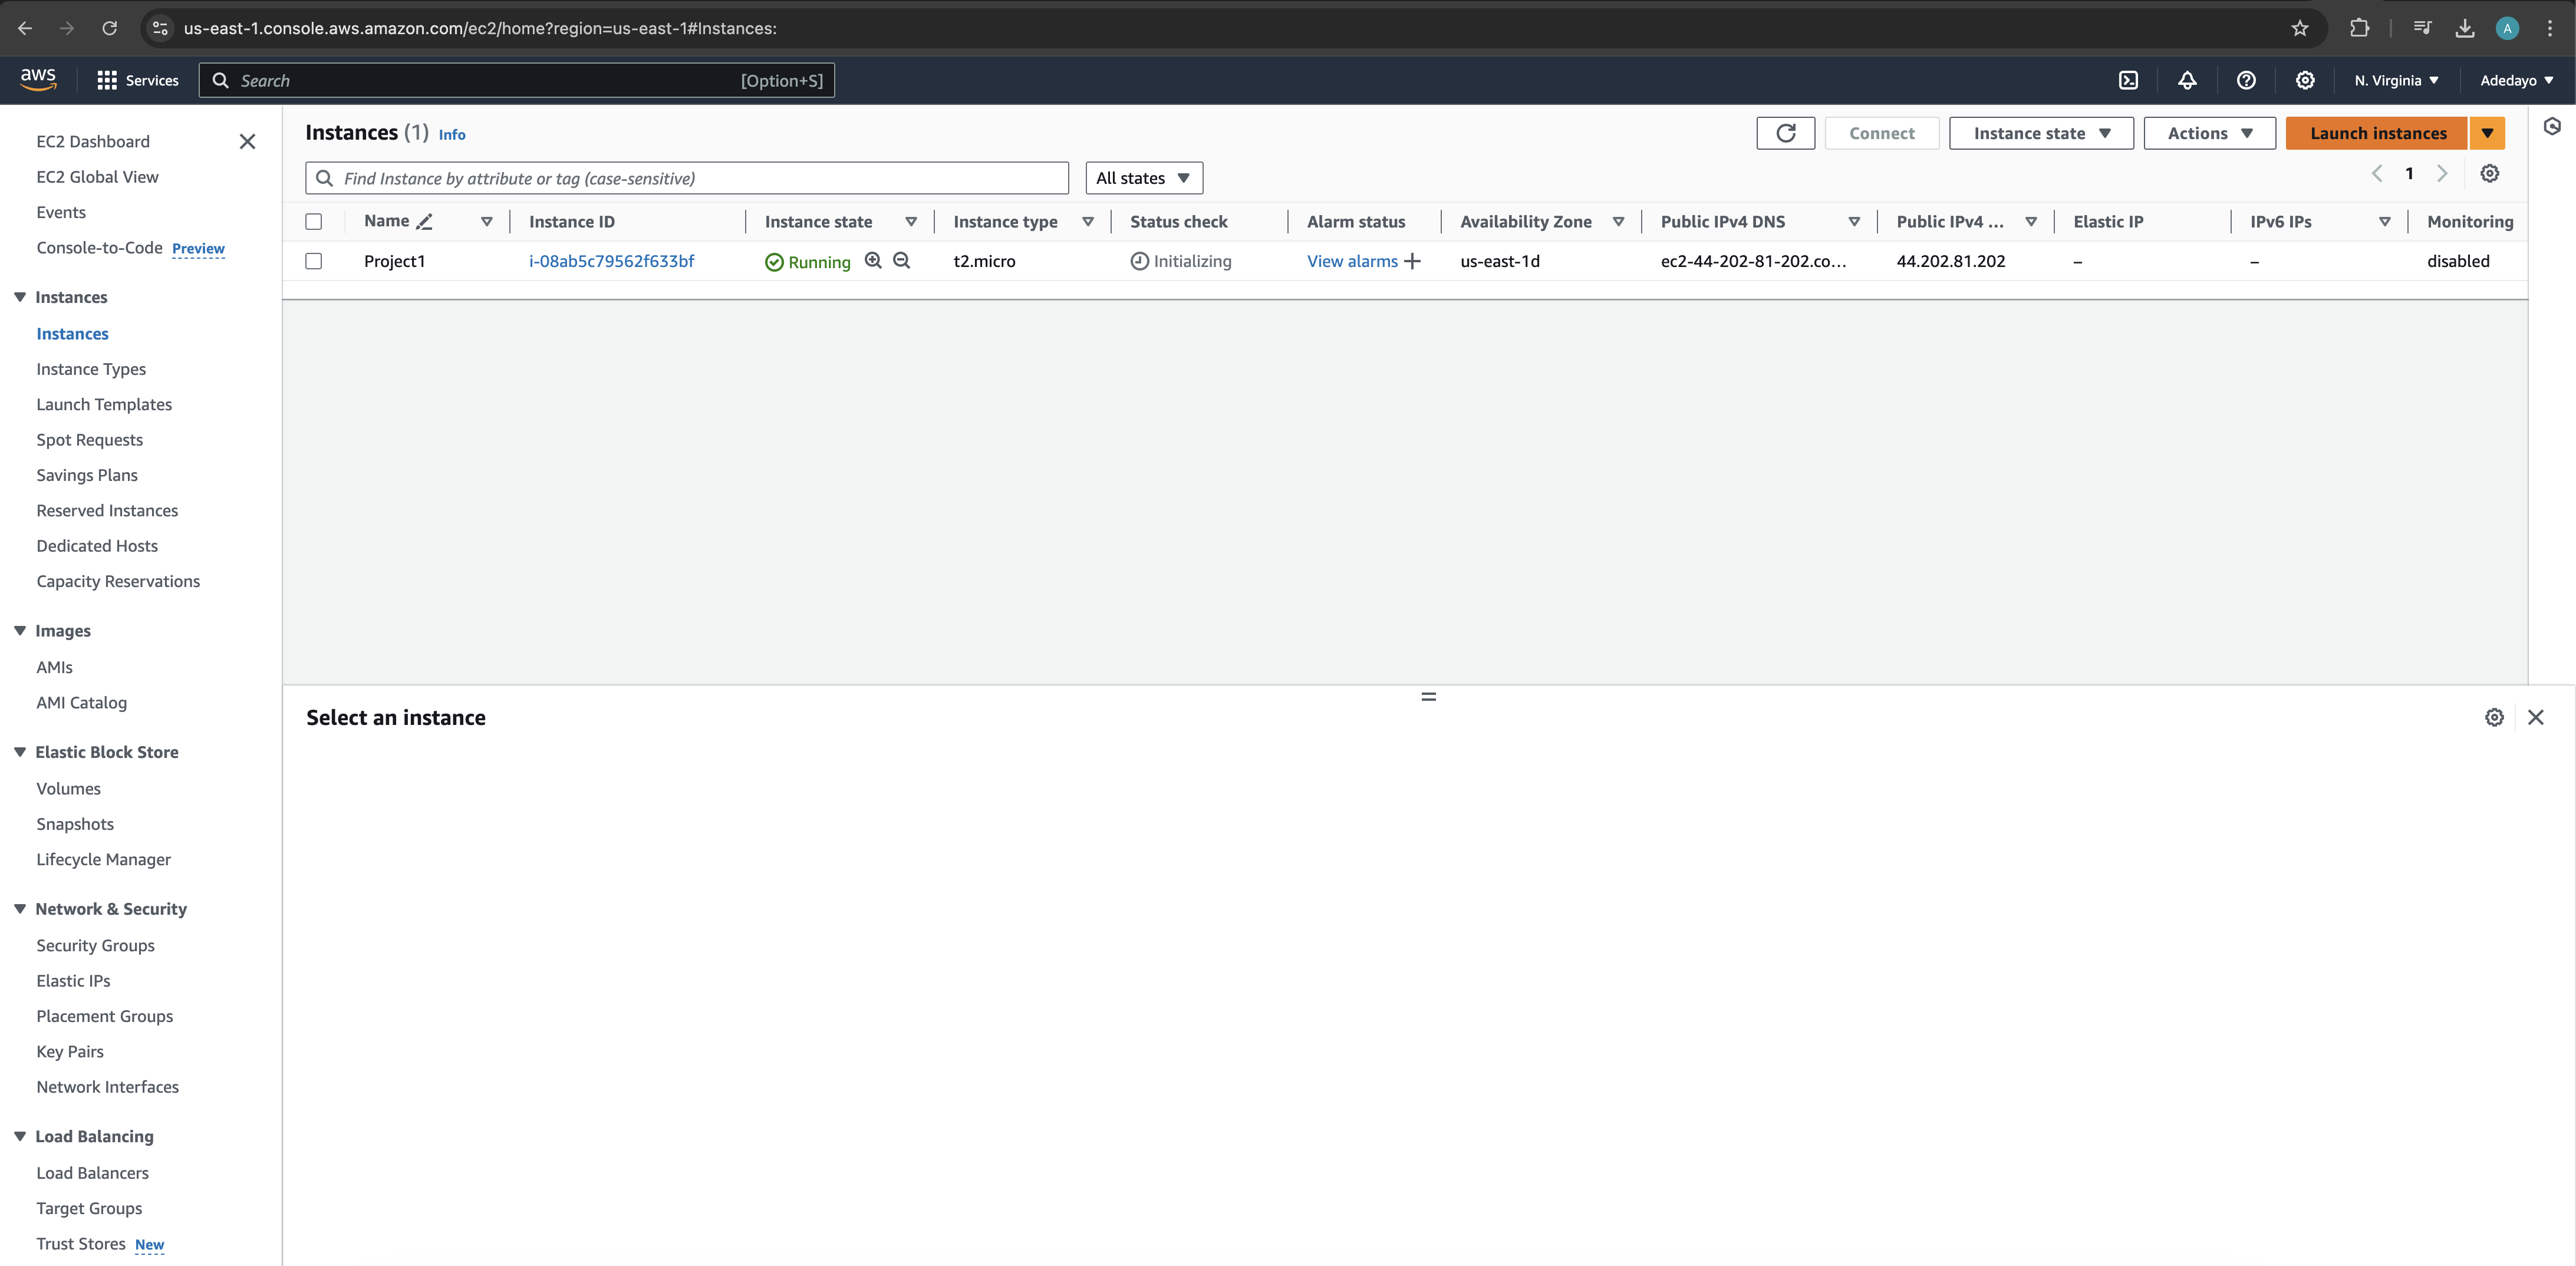 us-east-1.console.aws.amazon.com/ec2/home?region=us-east-1#Instances:
A
aws
Services
Search
[Option+S]
N. Virginia
Adedayo
EC2 Dashboard
EC2 Global View
Events
Console-to-Code Preview
Instances
Instances
Instance Types
Launch Templates
Spot Requests
Savings Plans
Reserved Instances
Dedicated Hosts
Capacity Reservations
Images
AMIs
AMI Catalog
Elastic Block Store
Volumes
Snapshots
Lifecycle Manager
Network & Security
Security Groups
Elastic IPs
Placement Groups
Key Pairs
Network Interfaces
Load Balancing
Load Balancers
Target Groups
Trust Stores New
Instances (1) Info
Connect
Instance state
Actions
Launch instances
Find Instance by attribute or tag (case-sensitive)
All states
1
Name Instance ID Instance state Instance type Status check Alarm status Availability Zone Public IPv4 DNS Public IPv4 ... Elastic IP IPv6 IPs Monitoring
Project1 i-08ab5c79562f633bf Running t2.micro Initializing View alarms + us-east-1d ec2-44-202-81-202.co... 44.202.81.202 – – disabled
Select an instance